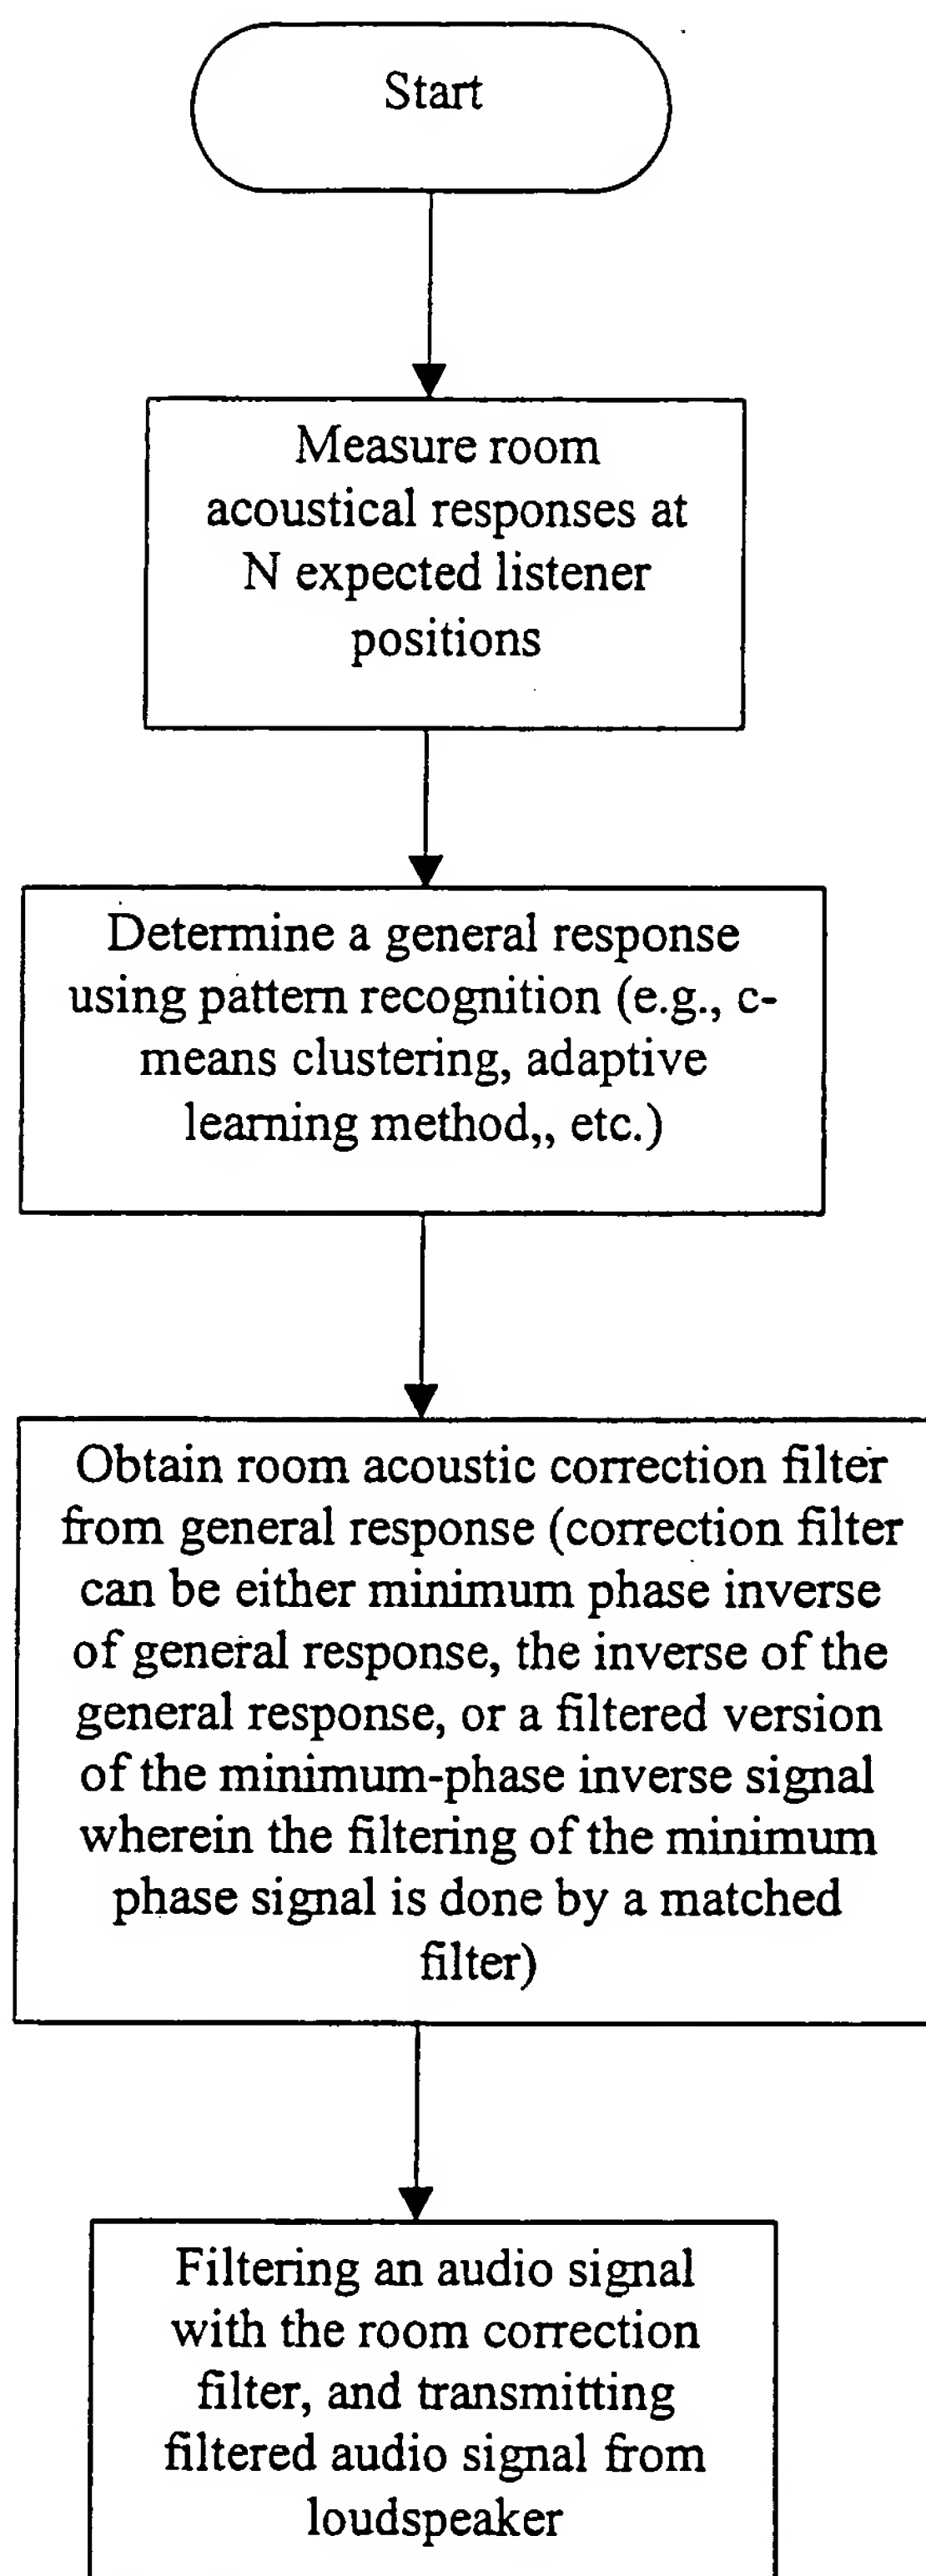 Start
Measure room
acoustical responses at
N expected listener
positions
Determine a general response
using pattern recognition (e.g., c-
means clustering, adaptive
learning method,, etc.)
Obtain room acoustic correction filter
from general response (correction filter
can be either minimum phase inverse
of general response, the inverse of the
general response, or a filtered version
of the minimum-phase inverse signal
wherein the filtering of the minimum
phase signal is done by a matched
filter)
Filtering an audio signal
with the room correction
filter, and transmitting
filtered audio signal from
loudspeaker